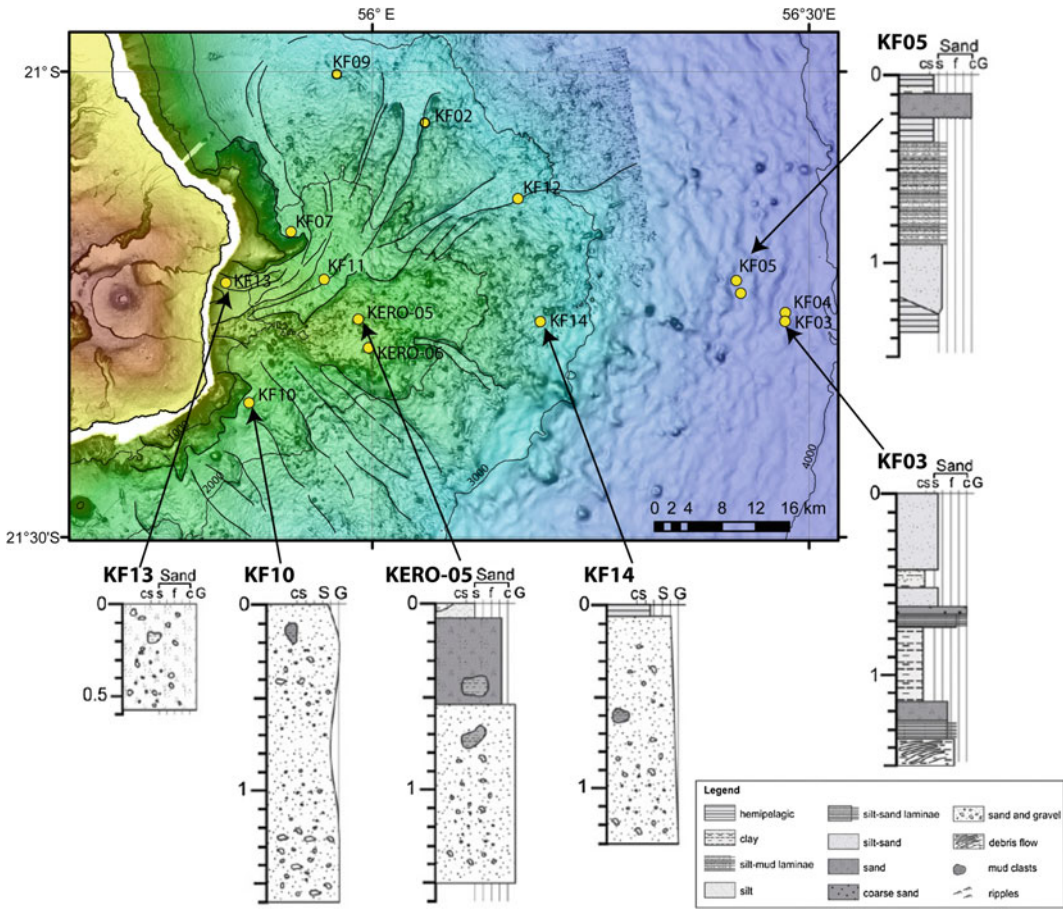 56° E
56°30' E
21° S
21°30'S
KF09
KF02
KF12
KF07
KF11
KF13
KERO-05
KERO-06
KF10
KF14
KF05
KF04
KF03
2000
3000
4000
0 2 4 8 12 16 km
KF05
Sand
cs s f c G
0
1
KF03
Sand
cs s f c G
0
1
KF13
Sand
cs s f c G
0
0.5
KF10
cs S G
0
1
KERO-05
Sand
cs s f c G
0
1
KF14
cs S G
0
1
Legend
hemipelagic
clay
silt-mud laminae
silt
silt-sand laminae
silt-sand
sand
coarse sand
sand and gravel
debris flow
mud clasts
ripples